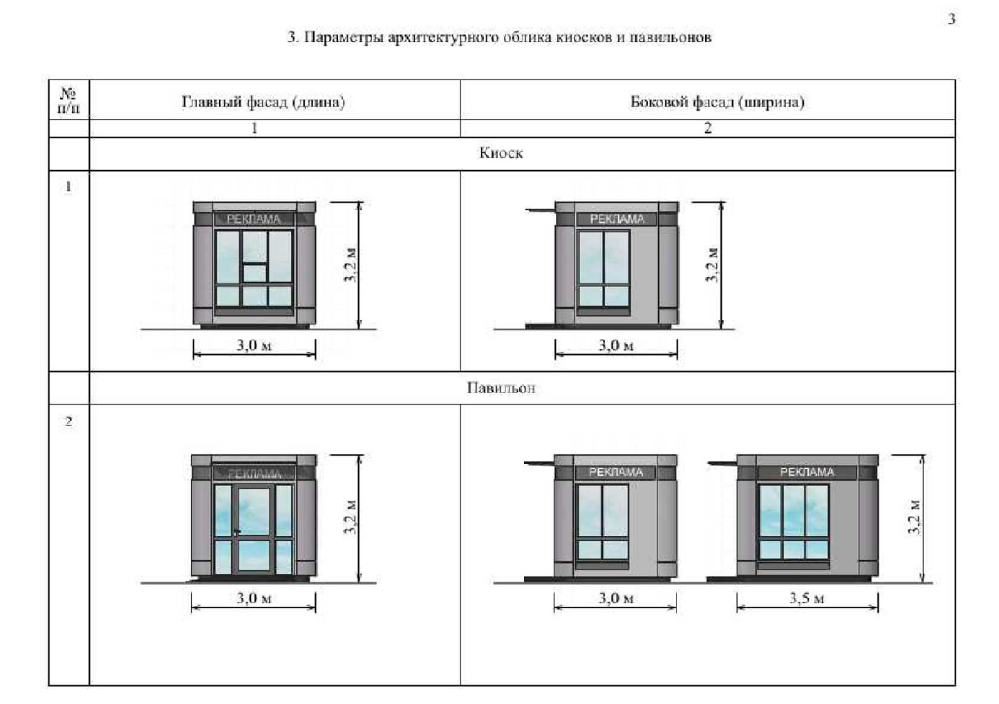 3
3. Параметры архитектурного облика киосков и павильонов
№
п/п
Главный фасад (длина)
Боковой фасад (ширина)
1
2
Киоск
1
РЕКЛАМА
3,2 м
3,0 м
РЕКЛАМА
3,2 м
3,0 м
Павильон
2
РЕКЛАМА
3,2 м
3,0 м
РЕКЛАМА
3,0 м
РЕКЛАМА
3,2 м
3,5 м